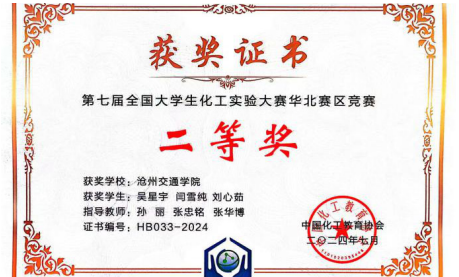 获奖证书
第七届全国大学生化工实验大赛华北赛区竞赛
二等奖
获奖学校：沧州交通学院
获奖学生：吴星宇 闫雪纯 刘心茹
指导教师：孙 丽 张忠铭 张华博
证书编号：HB033-2024
中国化工教育协会
二〇二四年七月